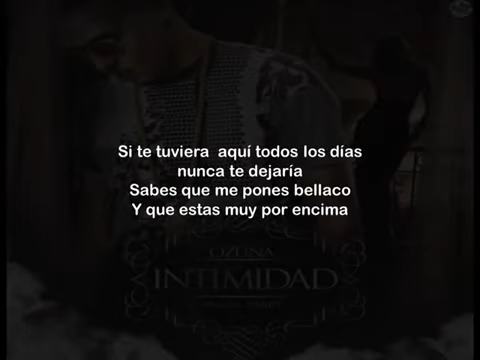 Si te tuviera aquí todos los días
nunca te dejaría
Sabes que me pones bellaco
Y que estas muy por encima
OZUNA
INTIMIDAD